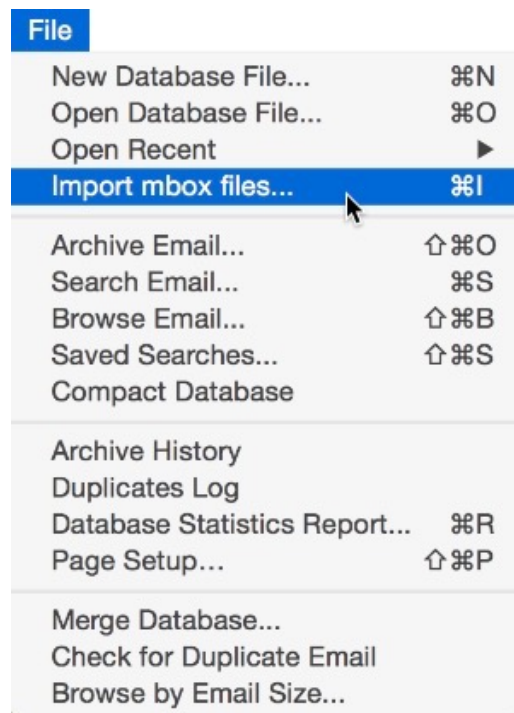 File
New Database File... ⌘N
Open Database File... ⌘O
Open Recent ▶
Import mbox files... ⌘I
Archive Email... ⇧⌘O
Search Email... ⌘S
Browse Email... ⇧⌘B
Saved Searches... ⇧⌘S
Compact Database
Archive History
Duplicates Log
Database Statistics Report... ⌘R
Page Setup... ⇧⌘P
Merge Database...
Check for Duplicate Email
Browse by Email Size...